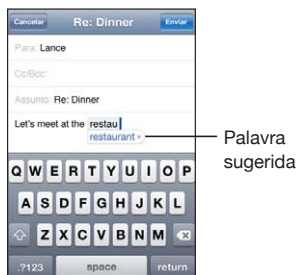 Cancelar Re: Dinner Enviar
Para: Lance
Cc/Bcc:
Assunto: Re: Dinner
Let's meet at the restau
restaurant ×
Palavra
sugerida
Q W E R T Y U I O P
A S D F G H J K L
Z X C V B N M
.?123 space return